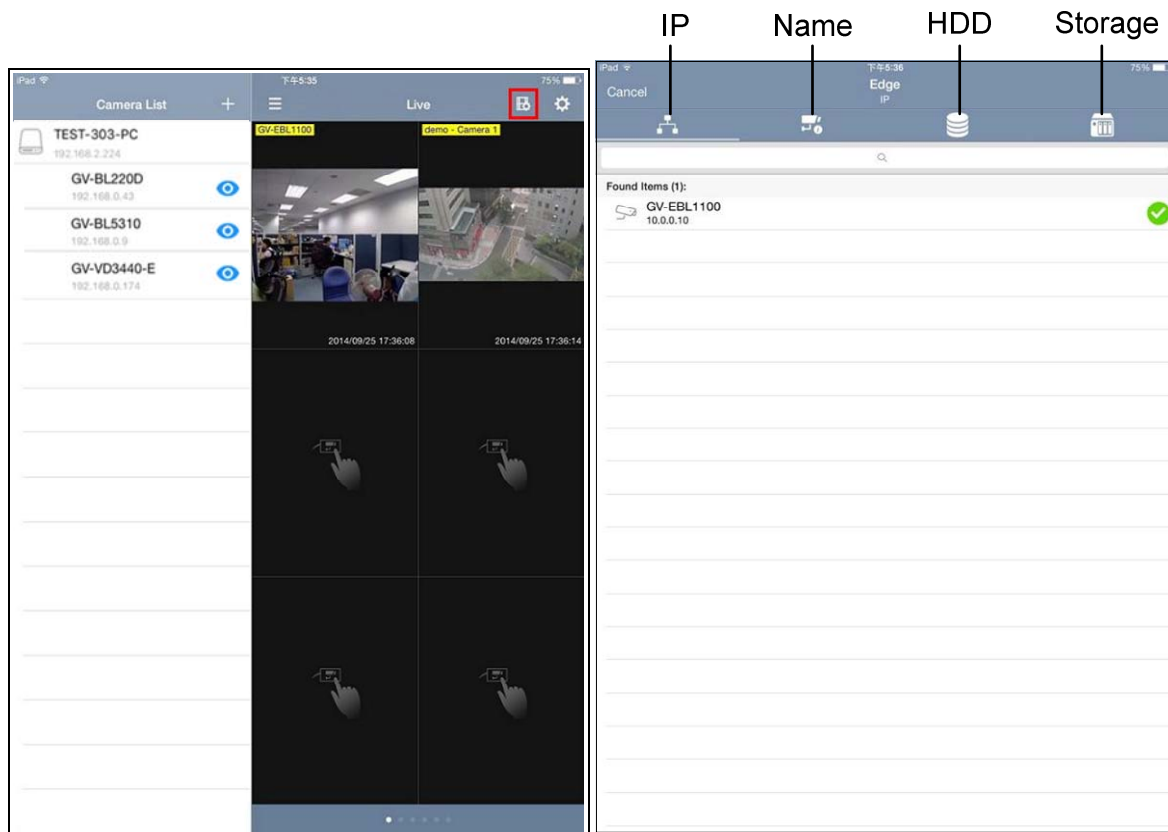 IP Name HDD Storage
iPad 下午5:35 75%
Camera List + Live
TEST-303-PC
192.168.2.224
GV-BL220D
192.168.0.43
GV-BL5310
192.168.0.9
GV-VD3440-E
192.168.0.174
GV-EBL1100 demo - Camera 1
2014/09/25 17:36:08 2014/09/25 17:36:14
iPad 下午5:36 75%
Cancel Edge
IP
Found Items (1):
GV-EBL1100
10.0.0.10